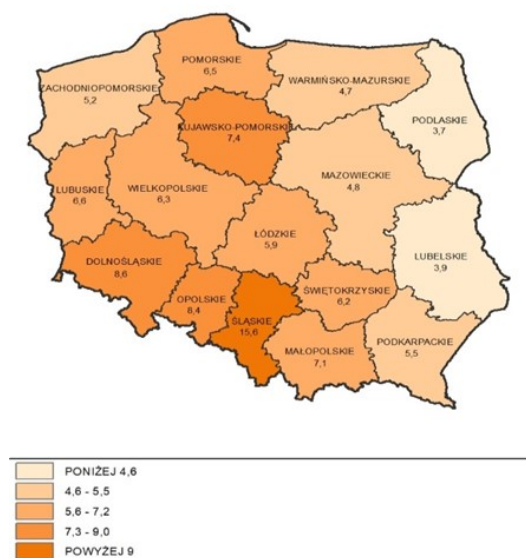 POMORSKIE
6,5
ZACHODNIOPOMORSKIE
5,2
WARMIŃSKO-MAZURSKIE
4,7
PODLASKIE
3,7
KUJAWSKO-POMORSKIE
7,4
MAZOWIECKIE
4,8
LUBUSKIE
6,6
WIELKOPOLSKIE
6,3
ŁÓDZKIE
5,9
LUBELSKIE
3,9
DOLNOŚLĄSKIE
8,6
OPOLSKIE
8,4
ŚLĄSKIE
15,6
ŚWIĘTOKRZYSKIE
6,2
MAŁOPOLSKIE
7,1
PODKARPACKIE
5,5
PONIŻEJ 4,6
4,6 - 5,5
5,6 - 7,2
7,3 - 9,0
POWYŻEJ 9